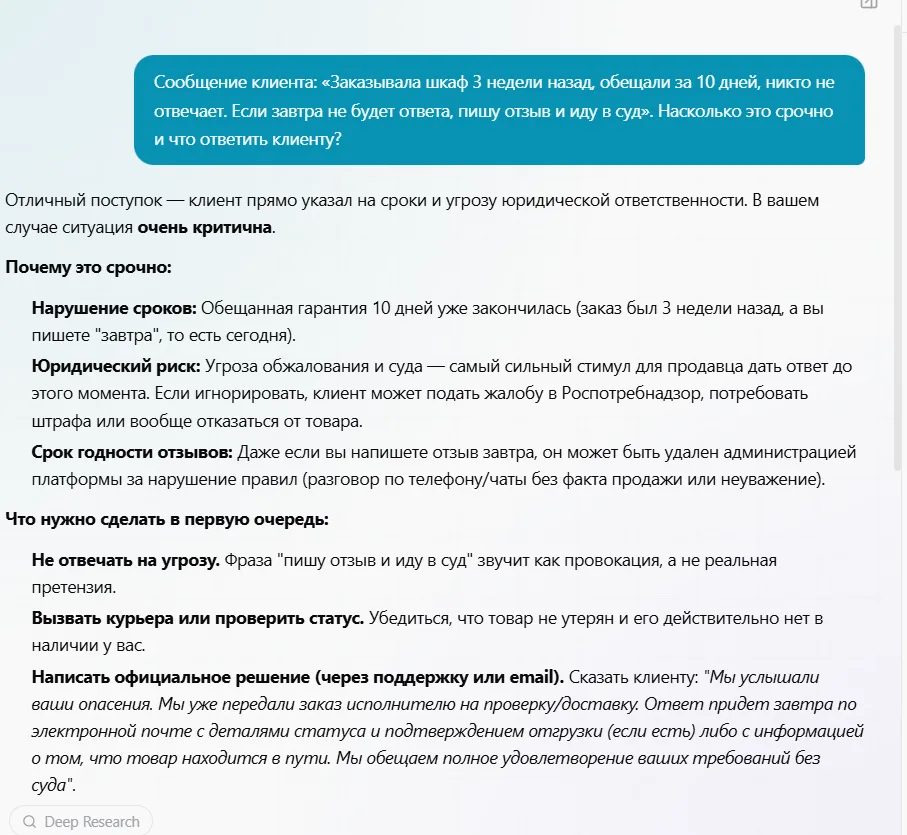 Сообщение клиента: «Заказывала шкаф 3 недели назад, обещали за 10 дней, никто не
отвечает. Если завтра не будет ответа, пишу отзыв и иду в суд». Насколько это срочно
и что ответить клиенту?
Отличный поступок — клиент прямо указал на сроки и угрозу юридической ответственности. В вашем
случае ситуация очень критична.
Почему это срочно:
Нарушение сроков: Обещанная гарантия 10 дней уже закончилась (заказ был 3 недели назад, а вы
пишете "завтра", то есть сегодня).
Юридический риск: Угроза обжалования и суда — самый сильный стимул для продавца дать ответ до
этого момента. Если игнорировать, клиент может подать жалобу в Роспотребнадзор, потребовать
штрафа или вообще отказаться от товара.
Срок годности отзывов: Даже если вы напишете отзыв завтра, он может быть удален администрацией
платформы за нарушение правил (разговор по телефону/чаты без факта продажи или неуважение).
Что нужно сделать в первую очередь:
Не отвечать на угрозу. Фраза "пишу отзыв и иду в суд" звучит как провокация, а не реальная
претензия.
Вызвать курьера или проверить статус. Убедиться, что товар не утерян и его действительно нет в
наличии у вас.
Написать официальное решение (через поддержку или email). Сказать клиенту: "Мы услышали
ваши опасения. Мы уже передали заказ исполнителю на проверку/доставку. Ответ придет завтра по
электронной почте с деталями статуса и подтверждением отгрузки (если есть) либо с информацией
о том, что товар находится в пути. Мы обещаем полное удовлетворение ваших требований без
суда".
Deep Research